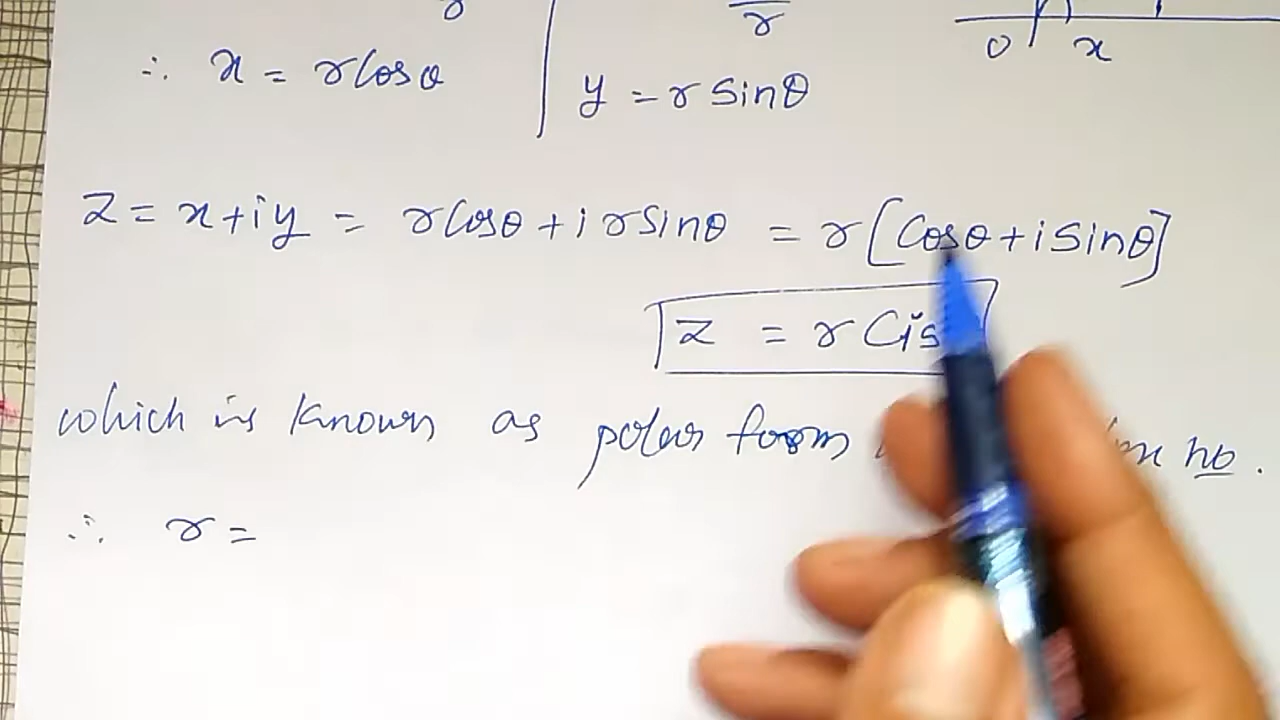 r
∴ x = r cosθ y = r sinθ
o x
Z = x+iy = r cosθ + i r sinθ = r[Cosθ + i Sinθ]
Z = r Cis
which is known as polar form no.
∴ r =